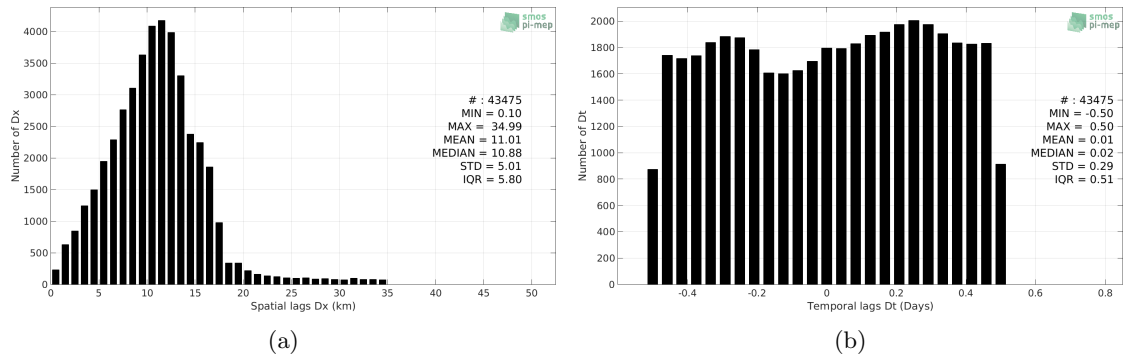 smos
pi-mep
Number of Dx
4000
3500
3000
2500
2000
1500
1000
500
0
# : 43475
MIN = 0.10
MAX = 34.99
MEAN = 11.01
MEDIAN = 10.88
STD = 5.01
IQR = 5.80
0 5 10 15 20 25 30 35 40 45 50
Spatial lags Dx (km)
(a)
smos
pi-mep
Number of Dt
2000
1800
1600
1400
1200
1000
800
600
400
200
0
# : 43475
MIN = -0.50
MAX = 0.50
MEAN = 0.01
MEDIAN = 0.02
STD = 0.29
IQR = 0.51
-0.4 -0.2 0 0.2 0.4 0.6 0.8
Temporal lags Dt (Days)
(b)